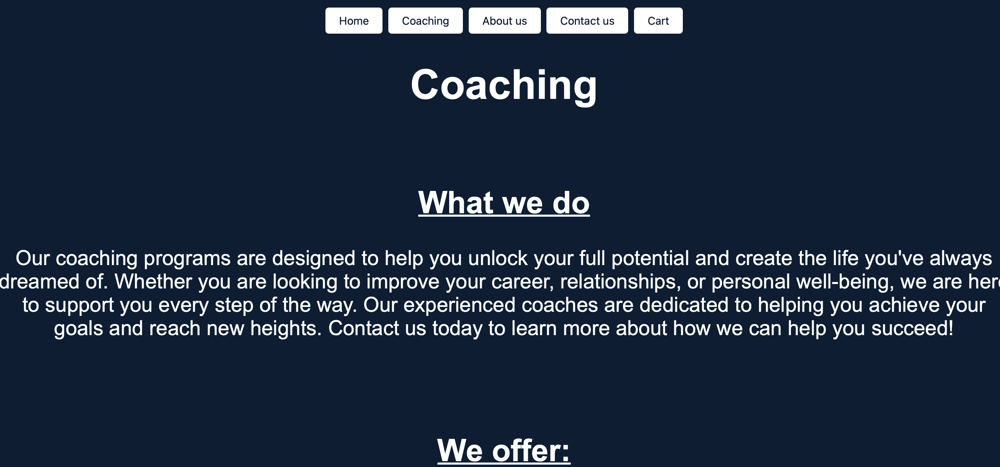 Home Coaching About us Contact us Cart
Coaching
What we do
Our coaching programs are designed to help you unlock your full potential and create the life you've always
dreamed of. Whether you are looking to improve your career, relationships, or personal well-being, we are here
to support you every step of the way. Our experienced coaches are dedicated to helping you achieve your
goals and reach new heights. Contact us today to learn more about how we can help you succeed!
We offer: